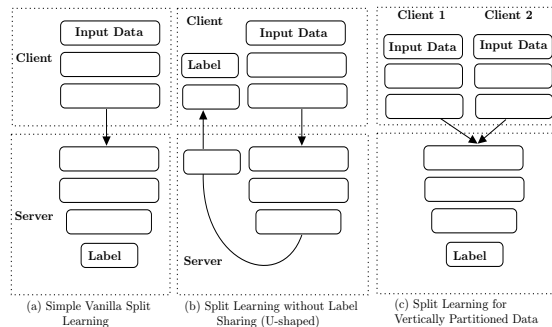 Client
Input Data
Server
Label
(a) Simple Vanilla Split
Learning
Client
Input Data
Label
Server
(b) Split Learning without Label
Sharing (U-shaped)
Client 1
Client 2
Input Data
Input Data
Label
(c) Split Learning for
Vertically Partitioned Data